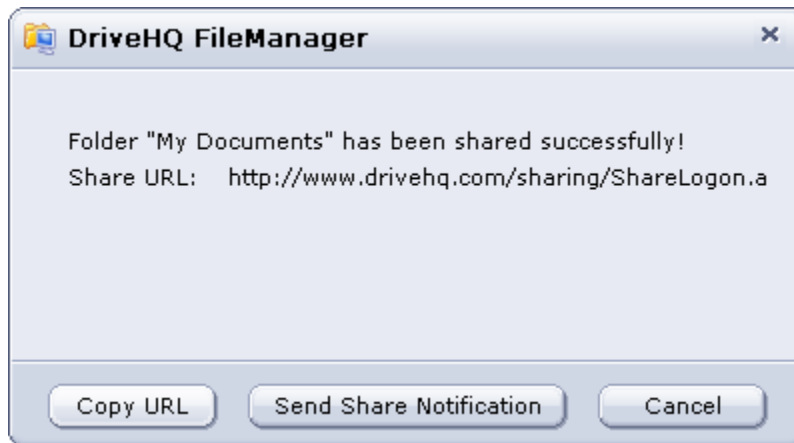 DriveHQ FileManager
Folder "My Documents" has been shared successfully!
Share URL: http://www.drivehq.com/sharing/ShareLogon.a
Copy URL Send Share Notification Cancel